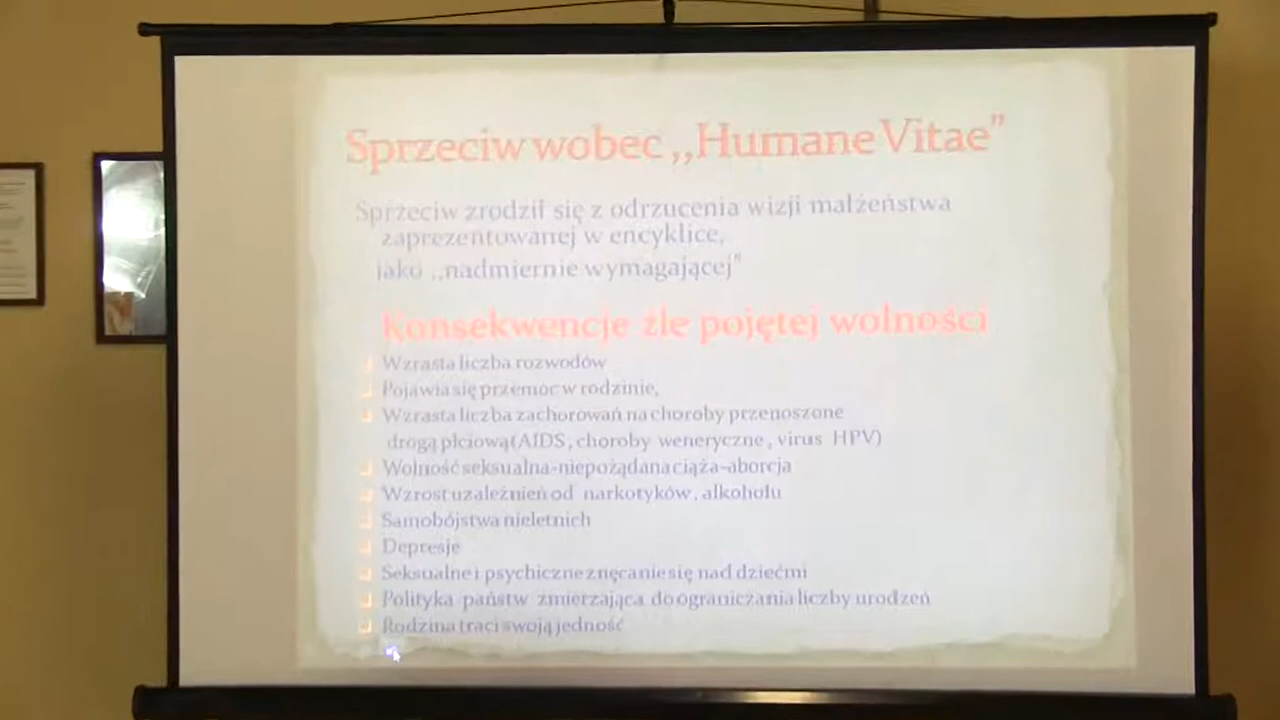 Sprzeciw wobec ,,Humane Vitae”
Sprzeciw zrodził się z odrzucenia wizji małżeństwa
zaprezentowanej w encyklice,
jako ,,nadmiernie wymagającej”
Konsekwencje źle pojętej wolności
Wzrasta liczba rozwodów
Pojawia się przemoc w rodzinie,
Wzrasta liczba zachorowań na choroby przenoszone
drogą płciową(AIDS, choroby weneryczne , virus HPV)
Wolność seksualna-niepożądana ciąża-aborcja
Wzrost uzależnień od narkotyków, alkoholu
Samobójstwa nieletnich
Depresje
Seksualne i psychiczne znęcanie się nad dziećmi
Polityka państw zmierzająca do ograniczania liczby urodzeń
Rodzina traci swoją jedność